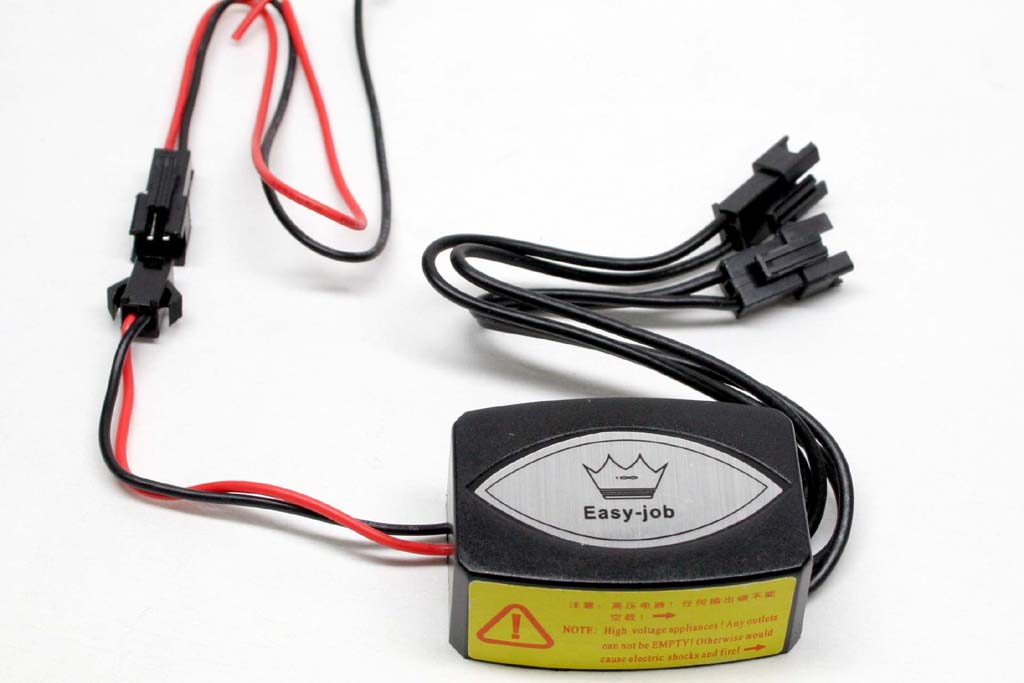 Easy-job
注意: 高压电器! 任何输出端不能
空载!
NOTE: High voltage appliances! Any outlets
can not be EMPTY! Otherwise would
cause electric shocks and fire!